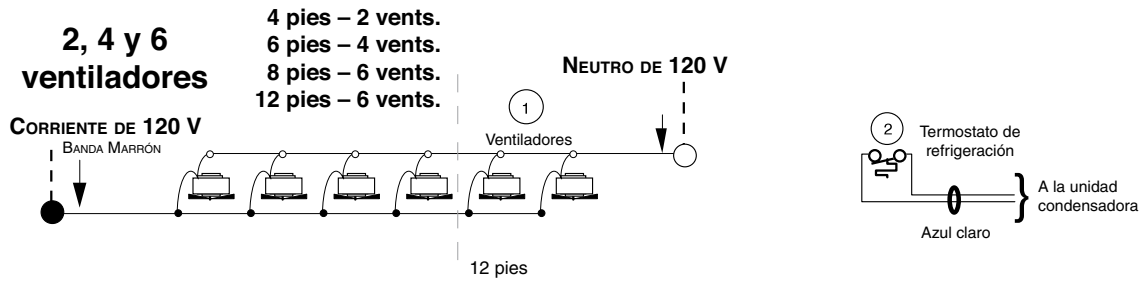 2, 4 y 6
ventiladores
4 pies – 2 vents.
6 pies – 4 vents.
8 pies – 6 vents.
12 pies – 6 vents.
CORRIENTE DE 120 V
BANDA MARRÓN
NEUTRO DE 120 V
1
Ventiladores
12 pies
2
Termostato de
refrigeración
A la unidad
condensadora
Azul claro